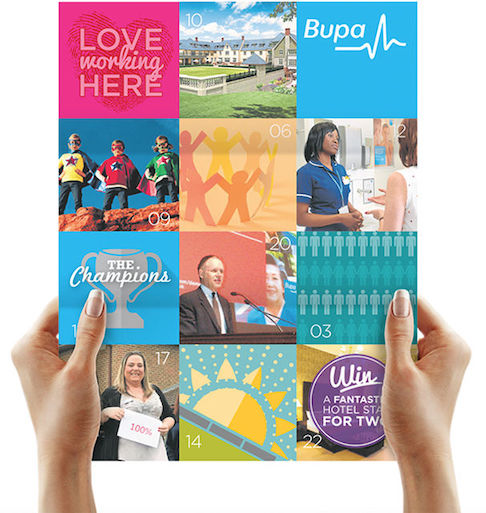 LOVE
working
HERE
10
Bupa
09
06
12
THE
Champions
20
03
17
100%
14
Win
A FANTASTIC
HOTEL STA
FOR TWO
22